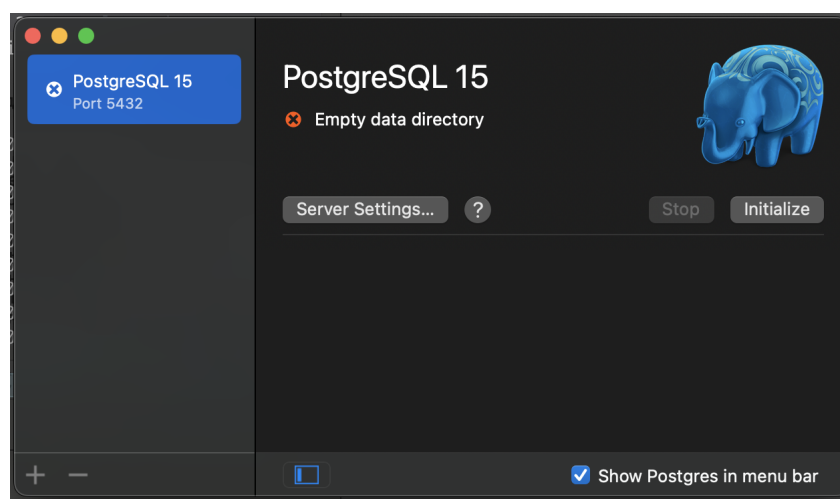 PostgreSQL 15
Port 5432
PostgreSQL 15
Empty data directory
Server Settings... ? Stop Initialize
Show Postgres in menu bar